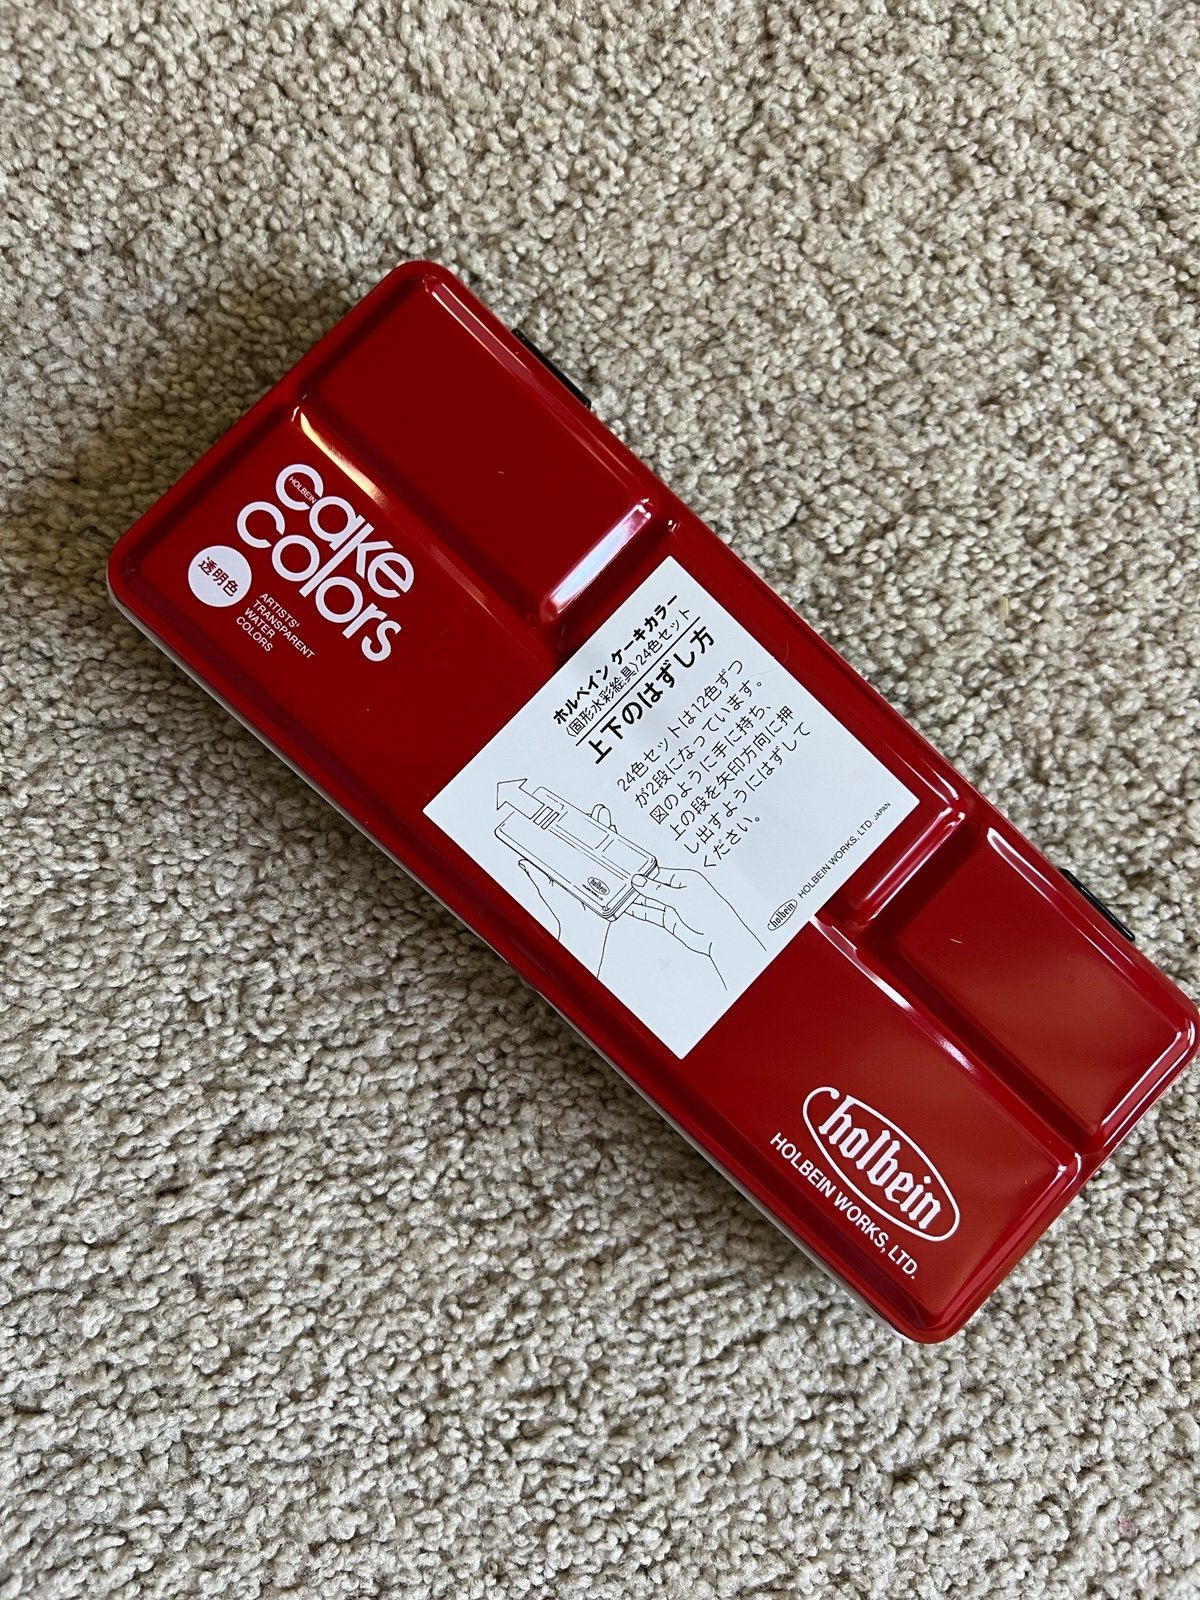 HOLBEIN
cake
colors
透明色
ARTISTS'
TRANSPARENT
WATER
COLORS
ホルベイン ケーキカラー
〈固形水彩絵具〉24色セット
上下のはずし方
24色セットは12色ずつ
が2段になっています。
図のように手に持ち、
上の段を矢印方向に押
し出すようにはずして
ください。
holbein
holbein HOLBEIN WORKS, LTD. JAPAN
holbein
HOLBEIN WORKS, LTD.